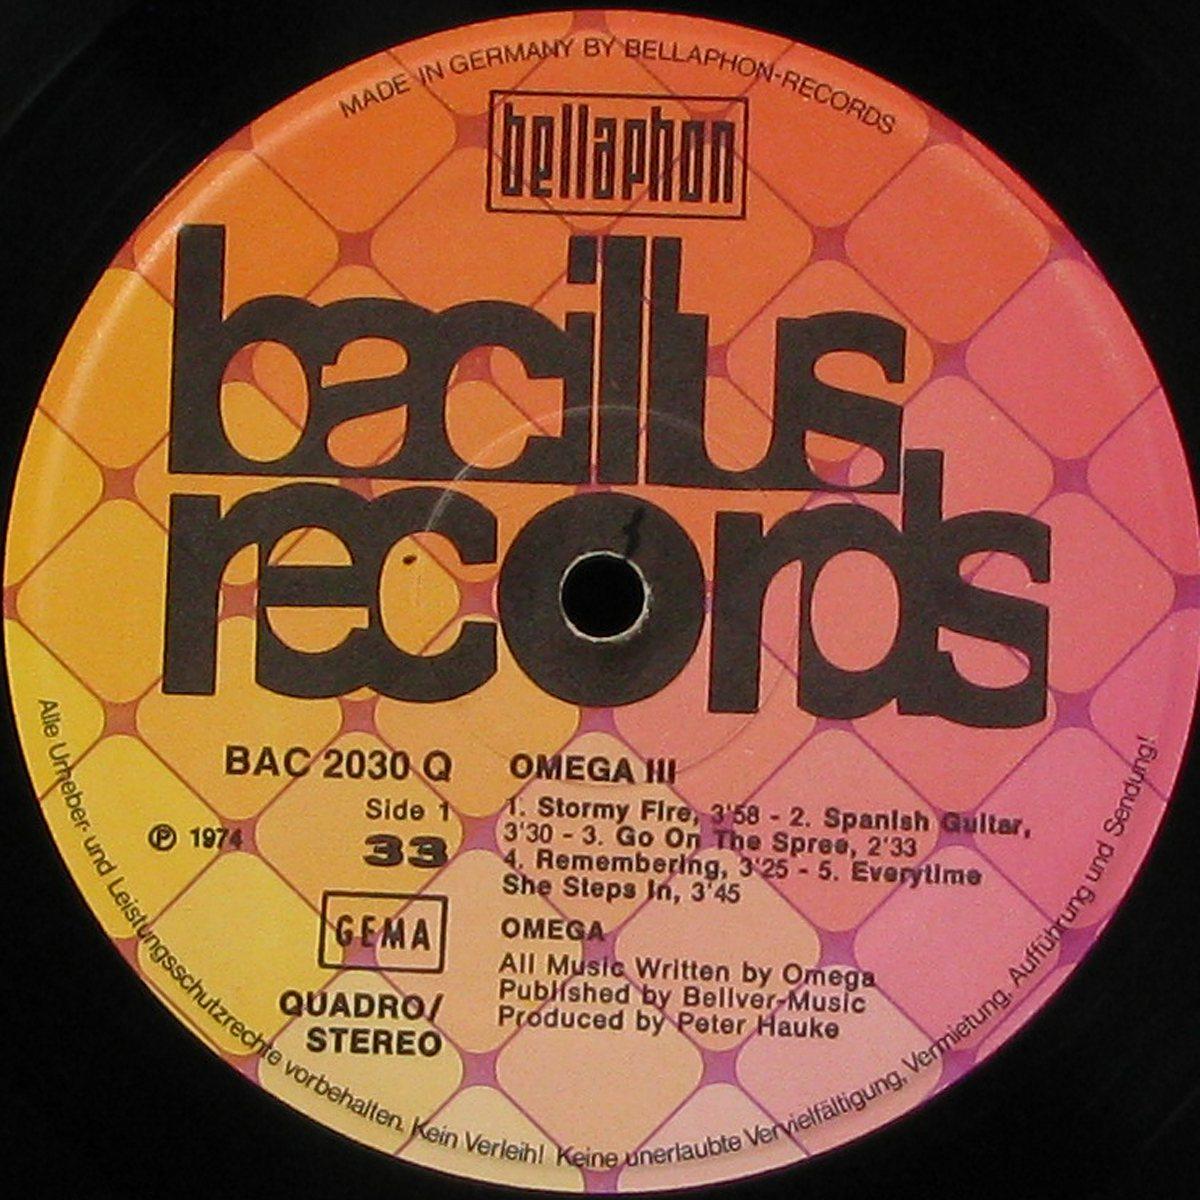 MADE IN GERMANY BY BELLAPHON-RECORDS
bellaphon
bacillus
records
BAC 2030 Q
Side 1
℗ 1974
33
GEMA
QUADRO/
STEREO
OMEGA III
1. Stormy Fire, 3'58 - 2. Spanish Guitar,
3'30 - 3. Go On The Spree, 2'33
4. Remembering, 3'25 - 5. Everytime
She Steps In, 3'45
OMEGA
All Music Written by Omega
Published by Bellver-Music
Produced by Peter Hauke
Alle Urheber- und Leistungsschutzrechte vorbehalten. Kein Verleih! Keine unerlaubte Vervielfältigung, Vermietung, Aufführung und Sendung!